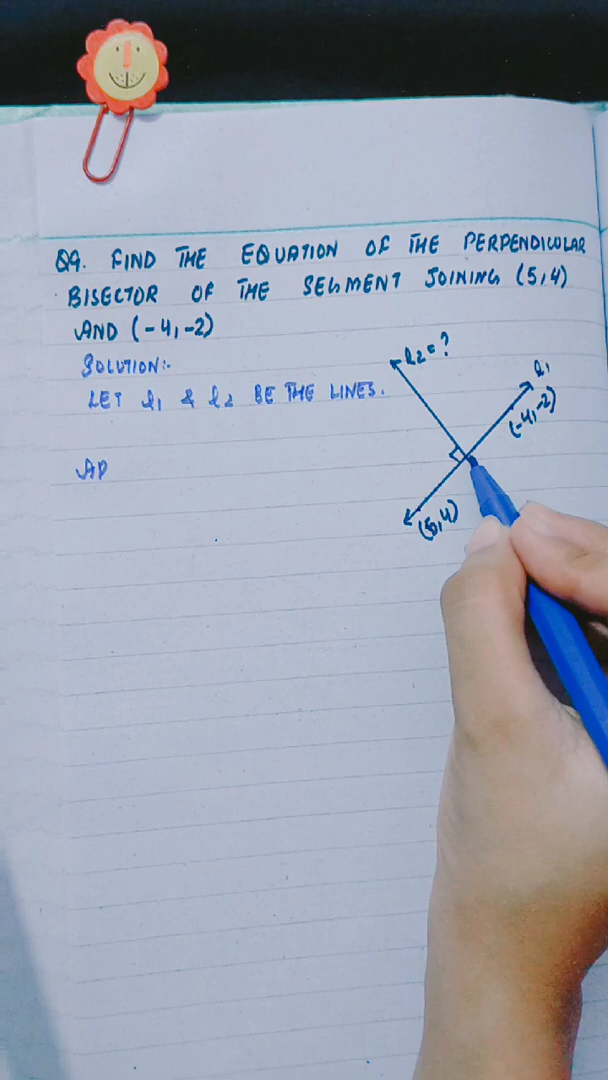 Q9. FIND THE EQUATION OF THE PERPENDICULAR
BISECTOR OF THE SEGMENT JOINING (5,4)
AND (-4,-2)
SOLUTION:-
LET l₁ & l₂ BE THE LINES.
AP
l₂ = ?
l₁
(-4,-2)
(5,4)